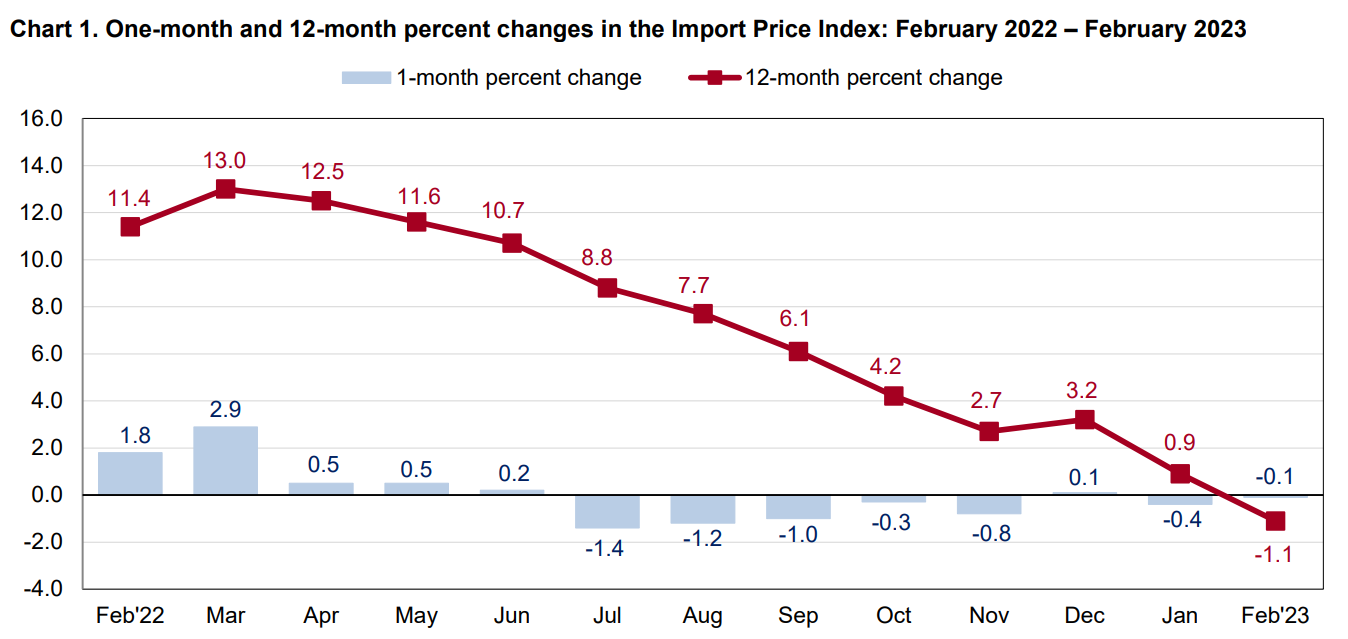 Chart 1. One-month and 12-month percent changes in the Import Price Index: February 2022 – February 2023
1-month percent change 12-month percent change
16.0
14.0
12.0
10.0
8.0
6.0
4.0
2.0
0.0
-2.0
-4.0
11.4 13.0 12.5 11.6 10.7 8.8 7.7 6.1 4.2 2.7 3.2 0.9 -1.1
1.8 2.9 0.5 0.5 0.2 -1.4 -1.2 -1.0 -0.3 -0.8 0.1 -0.4 -0.1
Feb'22 Mar Apr May Jun Jul Aug Sep Oct Nov Dec Jan Feb'23